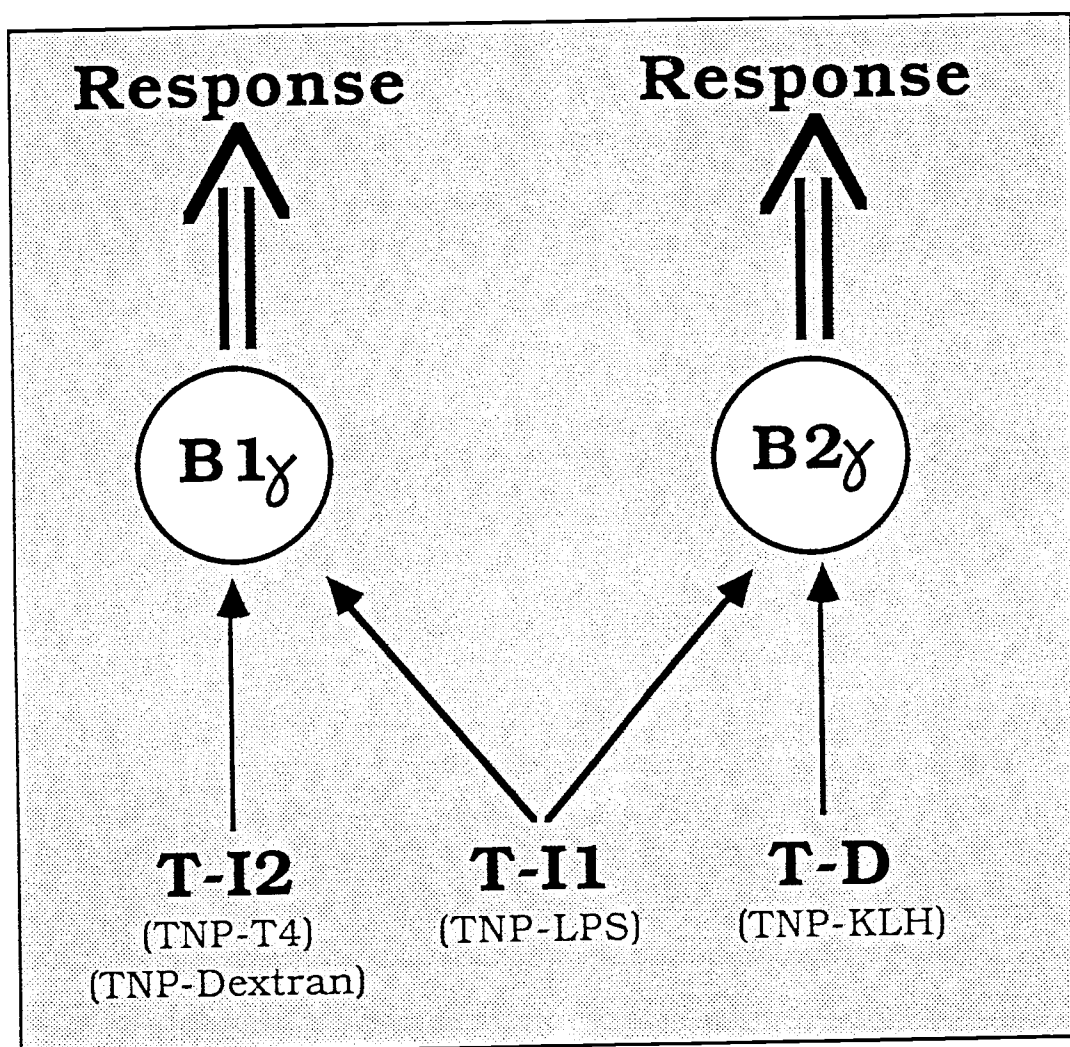 Response
Response
B1γ
B2γ
T-I2
(TNP-T4)
(TNP-Dextran)
T-I1
(TNP-LPS)
T-D
(TNP-KLH)